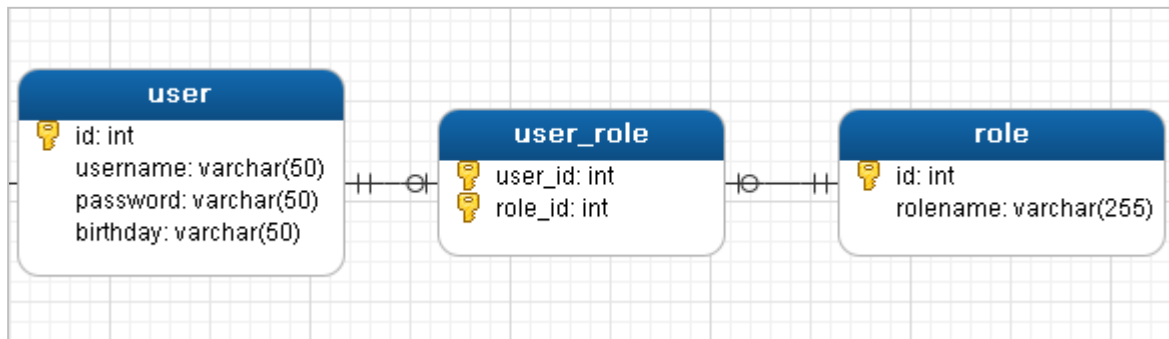 user
id: int
username: varchar(50)
password: varchar(50)
birthday: varchar(50)
user_role
user_id: int
role_id: int
role
id: int
rolename: varchar(255)